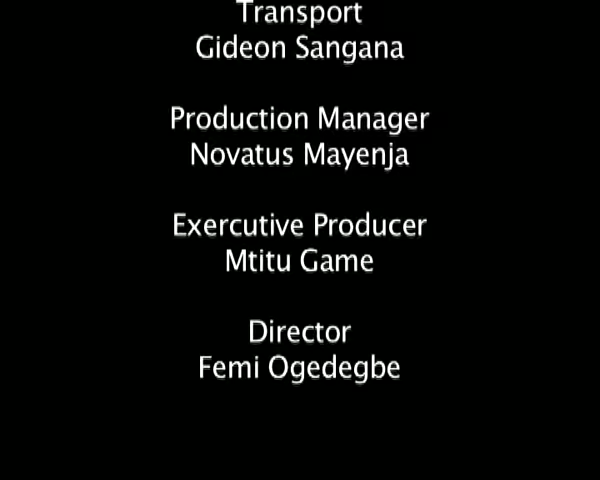 Transport
Gideon Sangana
Production Manager
Novatus Mayenja
Exercutive Producer
Mtitu Game
Director
Femi Ogedegbe